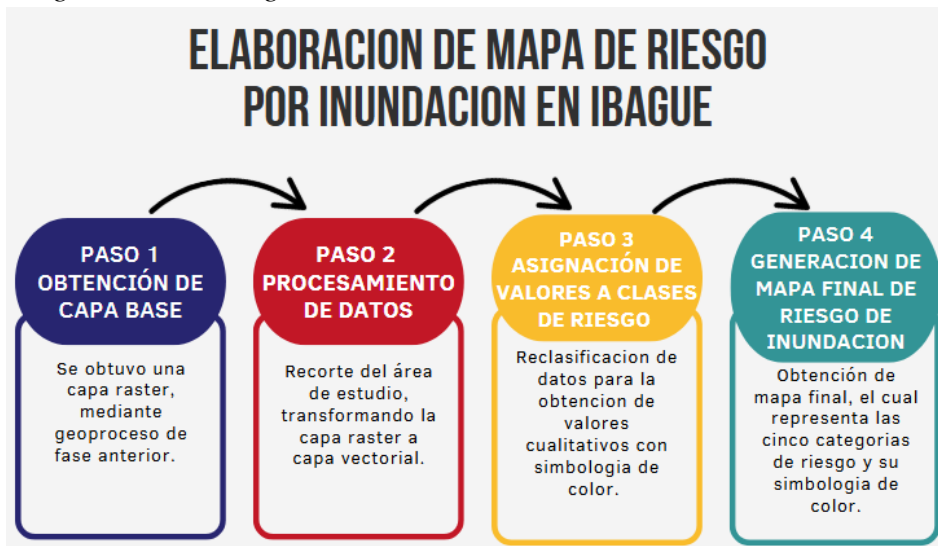 ELABORACION DE MAPA DE RIESGO
POR INUNDACION EN IBAGUE
PASO 1
OBTENCIÓN DE
CAPA BASE
Se obtuvo una
capa raster,
mediante
geoproceso de
fase anterior.
PASO 2
PROCESAMIENTO
DE DATOS
Recorte del área
de estudio,
transformando la
capa raster a
capa vectorial.
PASO 3
ASIGNACIÓN DE
VALORES A CLASES
DE RIESGO
Reclasificacion de
datos para la
obtencion de
valores
cualitativos con
simbologia de
color.
PASO 4
GENERACION DE
MAPA FINAL DE
RIESGO DE
INUNDACION
Obtención de
mapa final, el cual
representa las
cinco categorias
de riesgo y su
simbologia de
color.